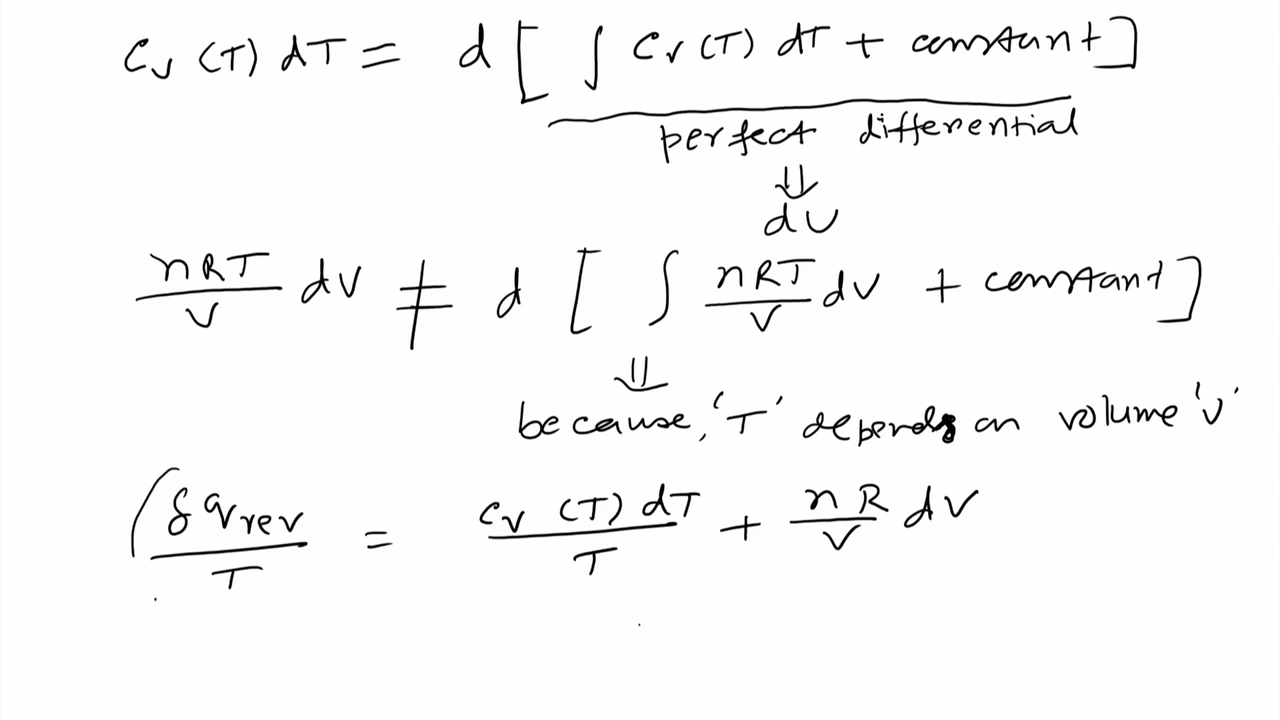 Cv (T) dT = d [ ∫ Cv (T) dT + constant ]
perfect differential
⇓
dU
nRT/V dV ≠ d [ ∫ nRT/V dV + constant ]
⇓
because, 'T' depends on volume 'V'
( δqrev/T = Cv (T) dT/T + nR/V dV